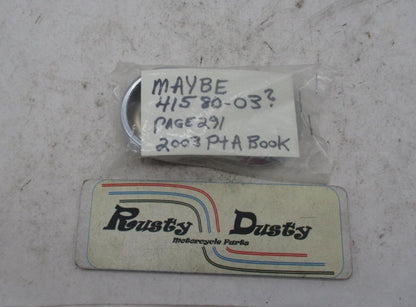 MAYBE
41580-03?
PAGE 291
2003 P+A BOOK
Rusty Dusty
Motorcycle Parts